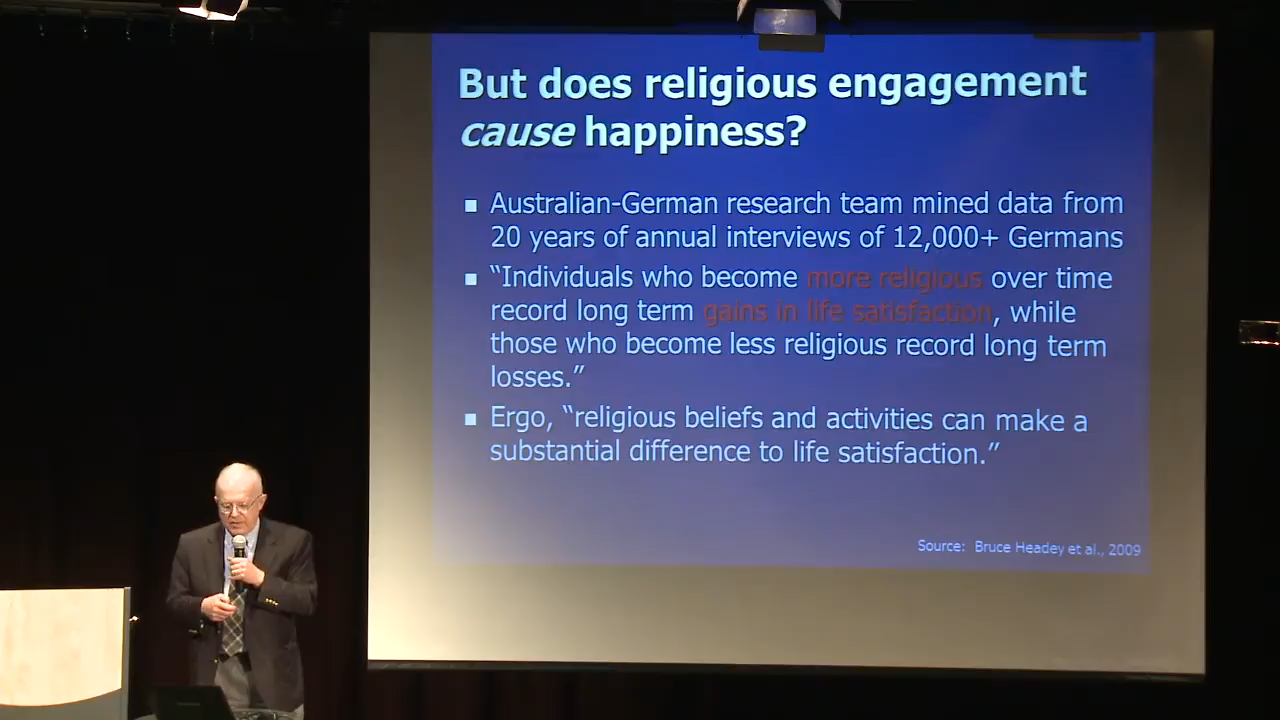 But does religious engagement
cause happiness?
■ Australian-German research team mined data from
20 years of annual interviews of 12,000+ Germans
■ “Individuals who become more religious over time
record long term gains in life satisfaction, while
those who become less religious record long term
losses.”
■ Ergo, “religious beliefs and activities can make a
substantial difference to life satisfaction.”
Source: Bruce Headey et al., 2009